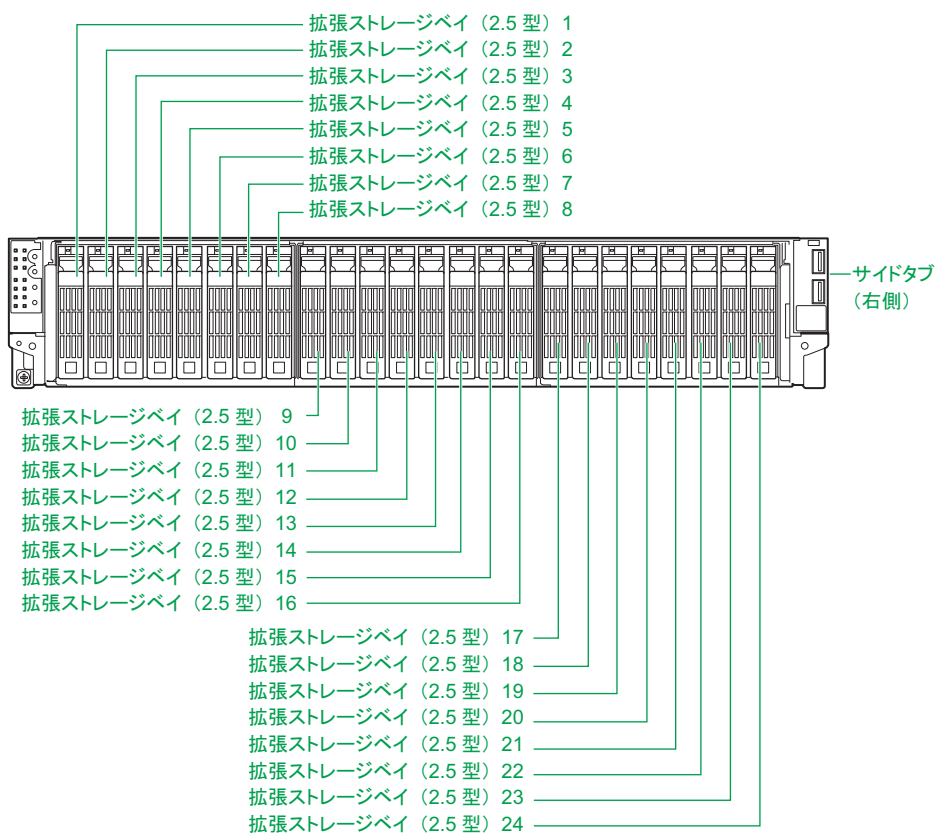 拡張ストレージベイ（2.5 型）1
拡張ストレージベイ（2.5 型）2
拡張ストレージベイ（2.5 型）3
拡張ストレージベイ（2.5 型）4
拡張ストレージベイ（2.5 型）5
拡張ストレージベイ（2.5 型）6
拡張ストレージベイ（2.5 型）7
拡張ストレージベイ（2.5 型）8
サイドタブ
（右側）
拡張ストレージベイ（2.5 型）9
拡張ストレージベイ（2.5 型）10
拡張ストレージベイ（2.5 型）11
拡張ストレージベイ（2.5 型）12
拡張ストレージベイ（2.5 型）13
拡張ストレージベイ（2.5 型）14
拡張ストレージベイ（2.5 型）15
拡張ストレージベイ（2.5 型）16
拡張ストレージベイ（2.5 型）17
拡張ストレージベイ（2.5 型）18
拡張ストレージベイ（2.5 型）19
拡張ストレージベイ（2.5 型）20
拡張ストレージベイ（2.5 型）21
拡張ストレージベイ（2.5 型）22
拡張ストレージベイ（2.5 型）23
拡張ストレージベイ（2.5 型）24